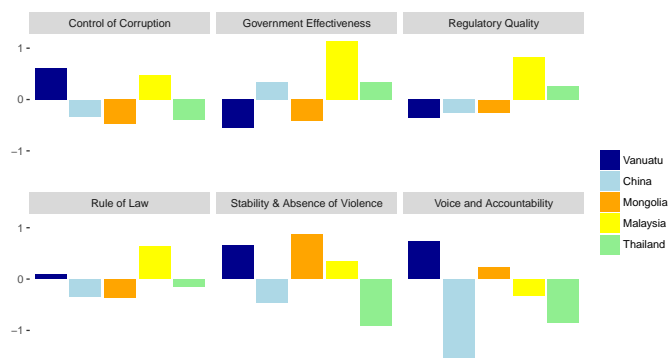 Control of Corruption
Government Effectiveness
Regulatory Quality
1
0
−1
Rule of Law
Stability & Absence of Violence
Voice and Accountability
1
0
−1
Vanuatu
China
Mongolia
Malaysia
Thailand